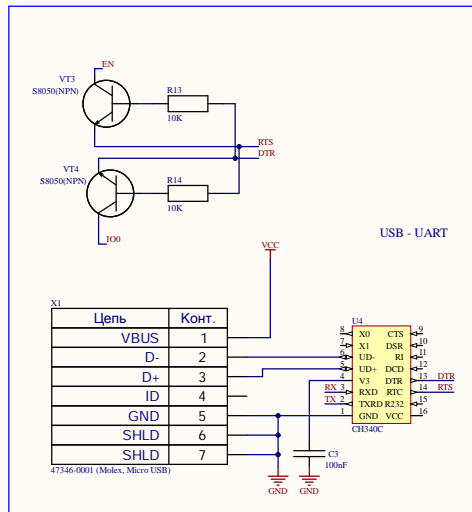 EN
VT3
S8050(NPN)
R13
10K
RTS
DTR
VT4
S8050(NPN)
R14
10K
IO0
USB - UART
VCC
X1
Цепь Конт.
VBUS 1
D- 2
D+ 3
ID 4
GND 5
SHLD 6
SHLD 7
47346-0001 (Molex, Micro USB)
GND
GND
C3
100nF
U4
8 X0 CTS 9
7 X1 DSR 10
6 UD- RI 11
5 UD+ DCD 12
4 V3 DTR 13 DTR
RX 3 RXD RTC 14 RTS
TX 2 TXRD R232 15
1 GND VCC 16
CH340C